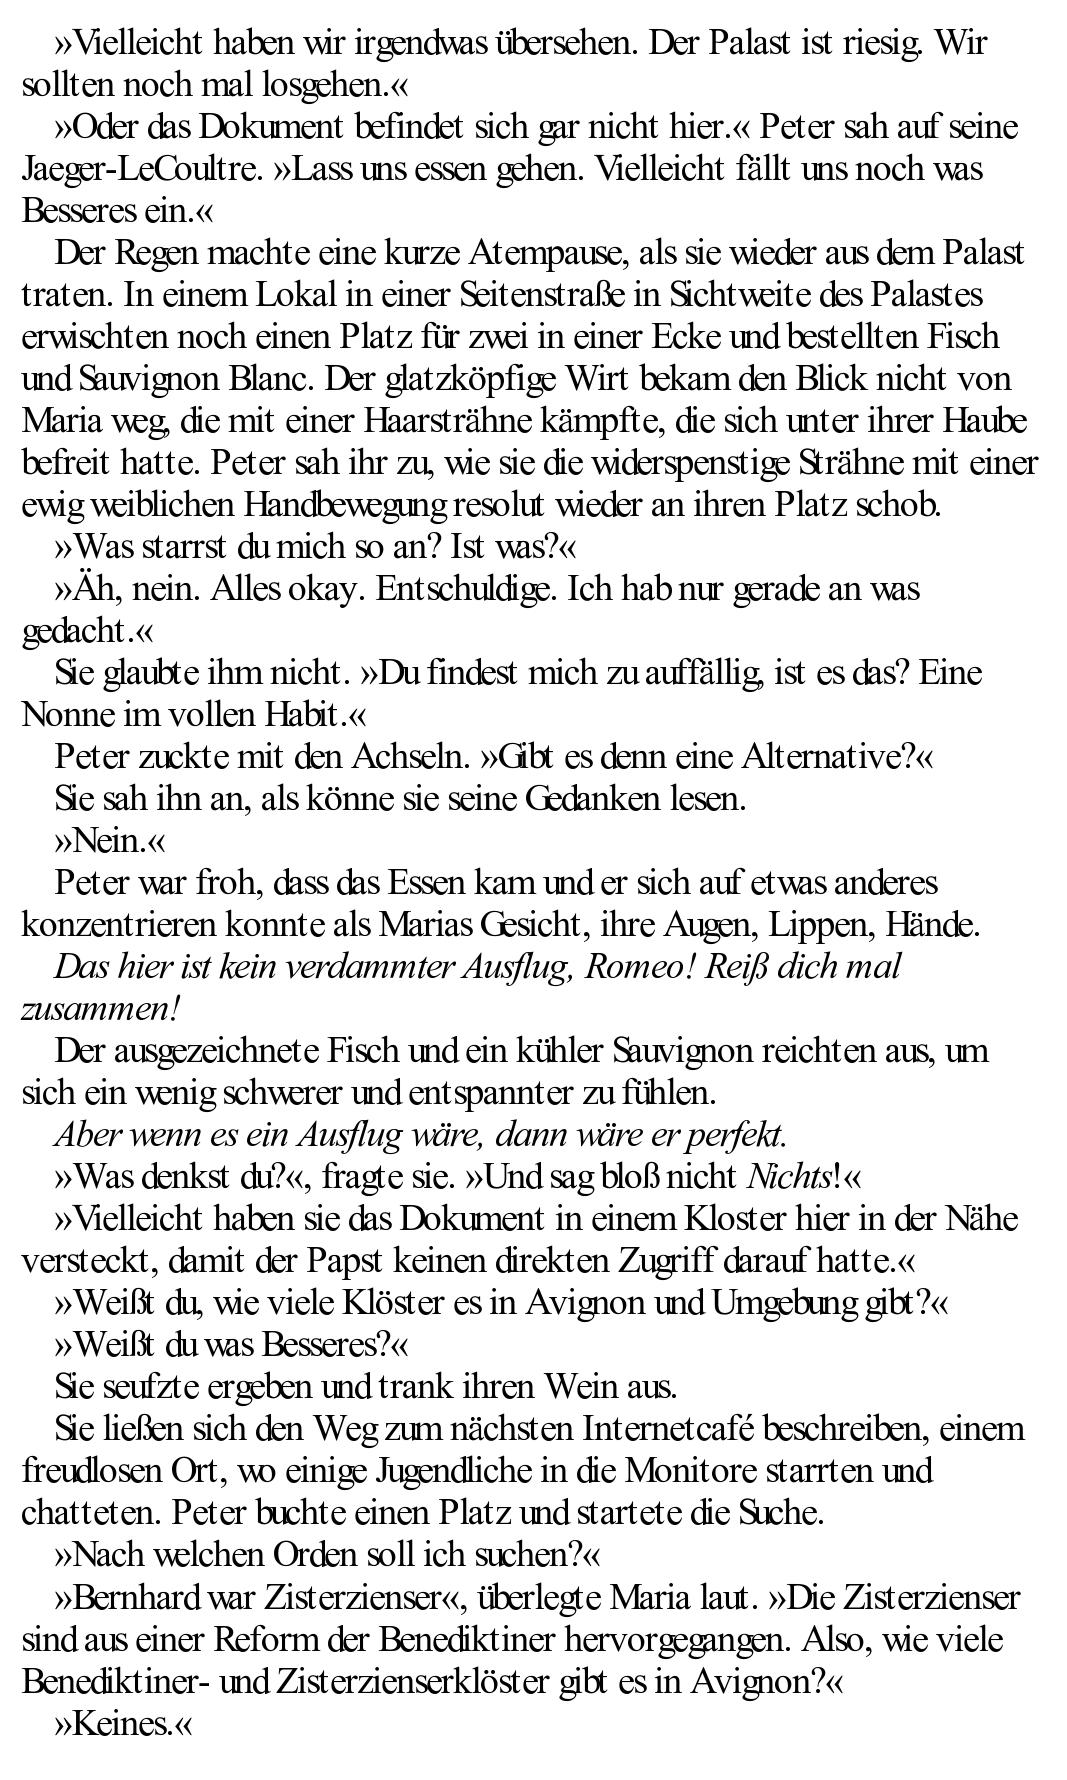 »Vielleicht haben wir irgendwas übersehen. Der Palast ist riesig. Wir
sollten noch mal losgehen.«
»Oder das Dokument befindet sich gar nicht hier.« Peter sah auf seine
Jaeger-LeCoultre. »Lass uns essen gehen. Vielleicht fällt uns noch was
Besseres ein.«
Der Regen machte eine kurze Atempause, als sie wieder aus dem Palast
traten. In einem Lokal in einer Seitenstraße in Sichtweite des Palastes
erwischten noch einen Platz für zwei in einer Ecke und bestellten Fisch
und Sauvignon Blanc. Der glatzköpfige Wirt bekam den Blick nicht von
Maria weg, die mit einer Haarsträhne kämpfte, die sich unter ihrer Haube
befreit hatte. Peter sah ihr zu, wie sie die widerspenstige Strähne mit einer
ewig weiblichen Handbewegung resolut wieder an ihren Platz schob.
»Was starrst du mich so an? Ist was?«
»Äh, nein. Alles okay. Entschuldige. Ich hab nur gerade an was
gedacht.«
Sie glaubte ihm nicht. »Du findest mich zu auffällig, ist es das? Eine
Nonne im vollen Habit.«
Peter zuckte mit den Achseln. »Gibt es denn eine Alternative?«
Sie sah ihn an, als könne sie seine Gedanken lesen.
»Nein.«
Peter war froh, dass das Essen kam und er sich auf etwas anderes
konzentrieren konnte als Marias Gesicht, ihre Augen, Lippen, Hände.
Das hier ist kein verdammter Ausflug, Romeo! Reiß dich mal
zusammen!
Der ausgezeichnete Fisch und ein kühler Sauvignon reichten aus, um
sich ein wenig schwerer und entspannter zu fühlen.
Aber wenn es ein Ausflug wäre, dann wäre er perfekt.
»Was denkst du?«, fragte sie. »Und sag bloß nicht Nichts!«
»Vielleicht haben sie das Dokument in einem Kloster hier in der Nähe
versteckt, damit der Papst keinen direkten Zugriff darauf hatte.«
»Weißt du, wie viele Klöster es in Avignon und Umgebung gibt?«
»Weißt du was Besseres?«
Sie seufzte ergeben und trank ihren Wein aus.
Sie ließen sich den Weg zum nächsten Internetcafé beschreiben, einem
freudlosen Ort, wo einige Jugendliche in die Monitore starrten und
chatteten. Peter buchte einen Platz und startete die Suche.
»Nach welchen Orden soll ich suchen?«
»Bernhard war Zisterzienser«, überlegte Maria laut. »Die Zisterzienser
sind aus einer Reform der Benediktiner hervorgegangen. Also, wie viele
Benediktiner- und Zisterzienserklöster gibt es in Avignon?«
»Keines.«